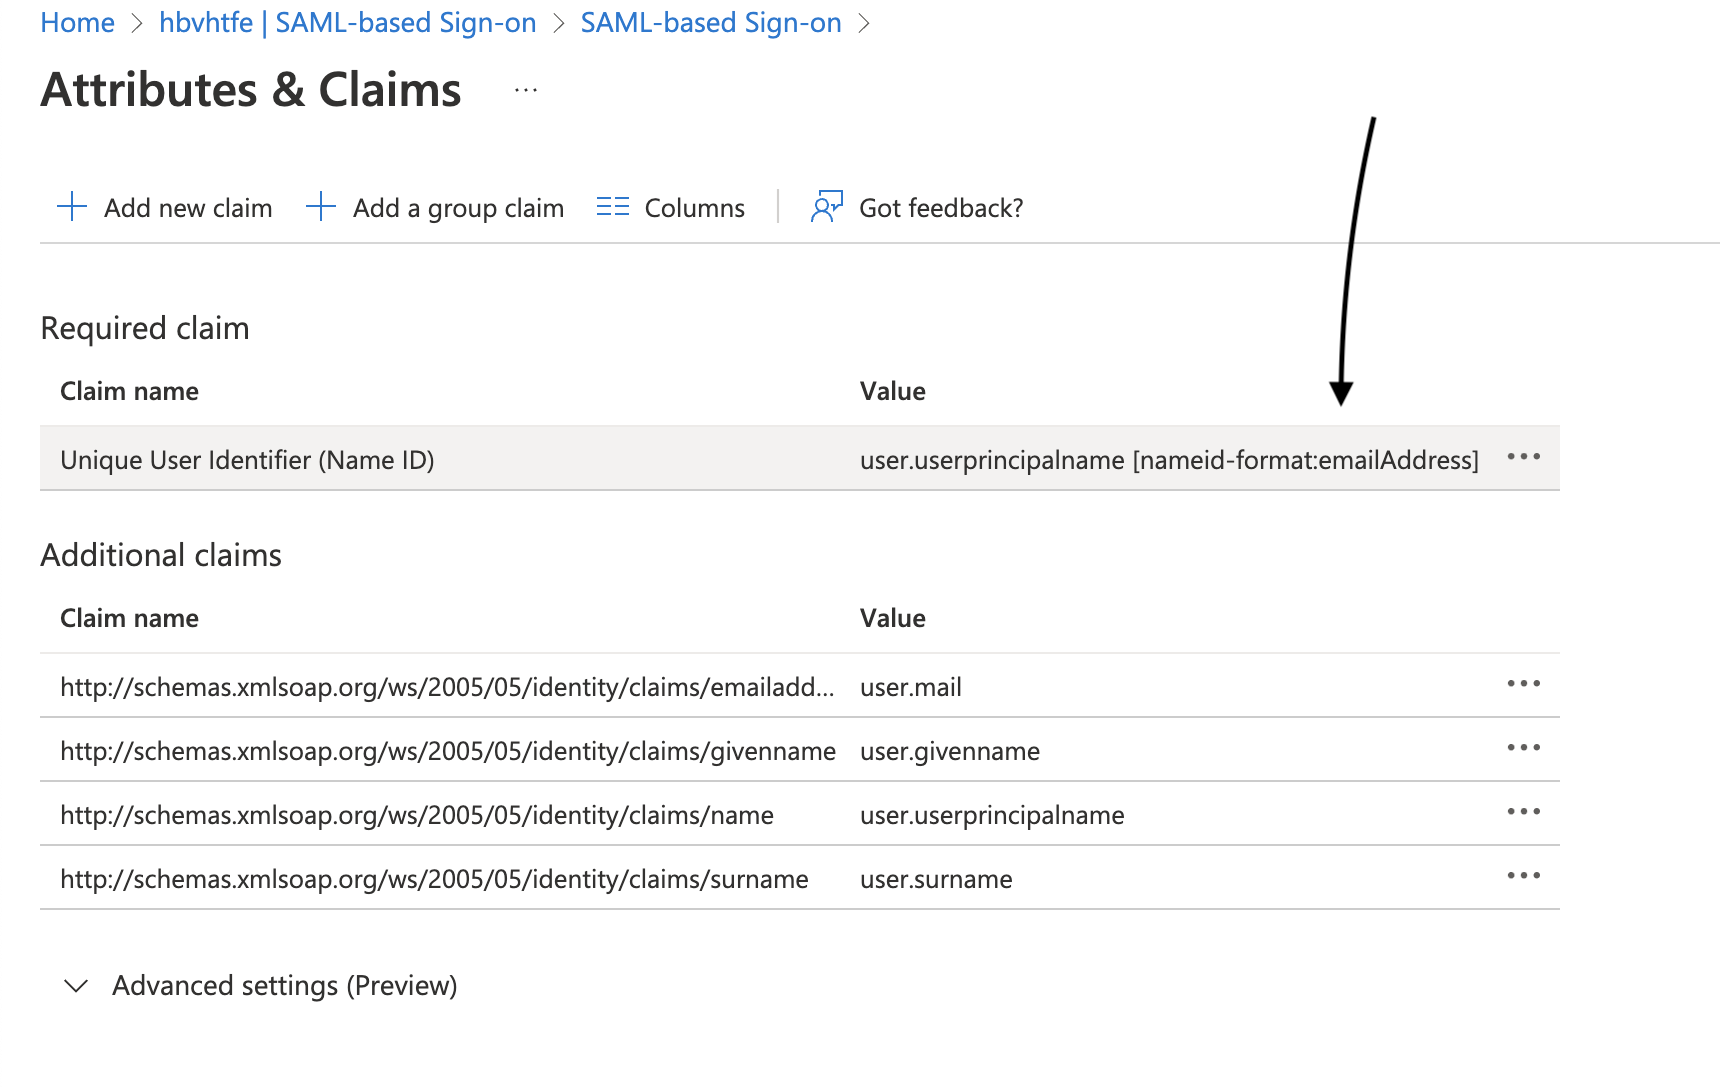 Home > hbvhtfe | SAML-based Sign-on > SAML-based Sign-on >
Attributes & Claims ...
Add new claim Add a group claim Columns Got feedback?
Required claim
Claim name Value
Unique User Identifier (Name ID) user.userprincipalname [nameid-format:emailAddress]
Additional claims
Claim name Value
http://schemas.xmlsoap.org/ws/2005/05/identity/claims/emailadd... user.mail
http://schemas.xmlsoap.org/ws/2005/05/identity/claims/givenname user.givenname
http://schemas.xmlsoap.org/ws/2005/05/identity/claims/name user.userprincipalname
http://schemas.xmlsoap.org/ws/2005/05/identity/claims/surname user.surname
Advanced settings (Preview)